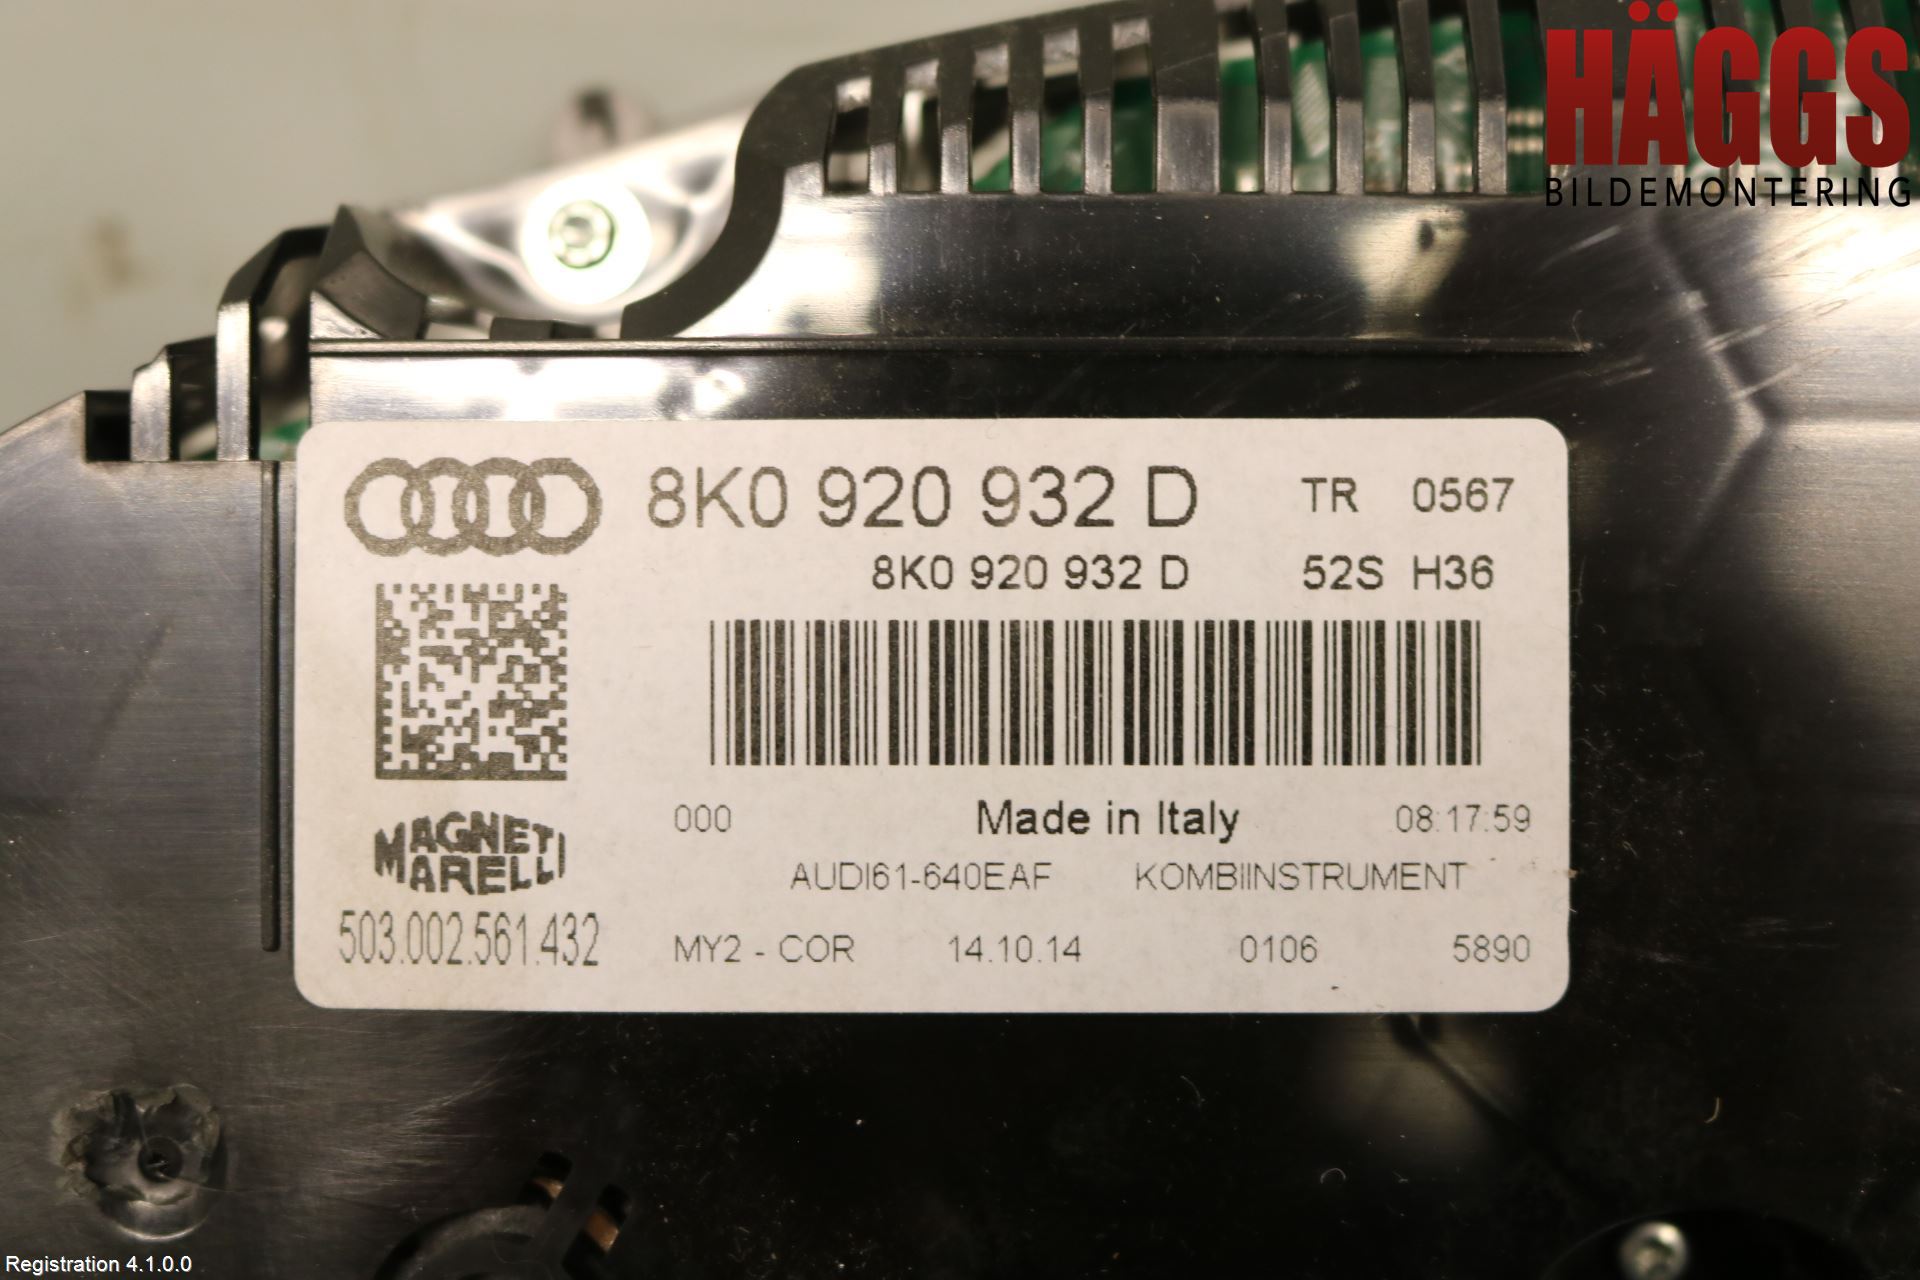 HÄGGS
BILDEMONTERING
8K0 920 932 D TR 0567
8K0 920 932 D 52S H36
000 Made in Italy 08:17:59
MAGNETI
MARELLI
AUDI61-640EAF KOMBIINSTRUMENT
503.002.561.432
MY2 - COR 14.10.14 0106 5890
Registration 4.1.0.0